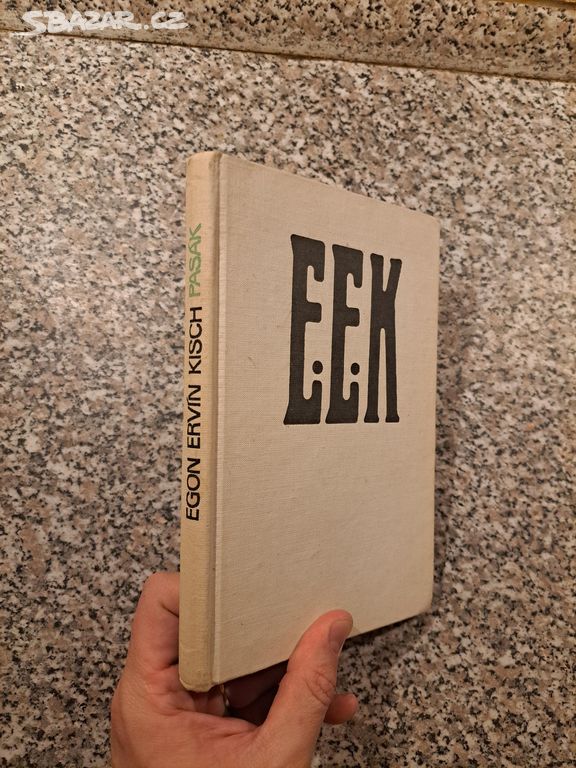 SBAZAR.CZ
E.E.K
EGON ERVÍN KISCH PASÁK